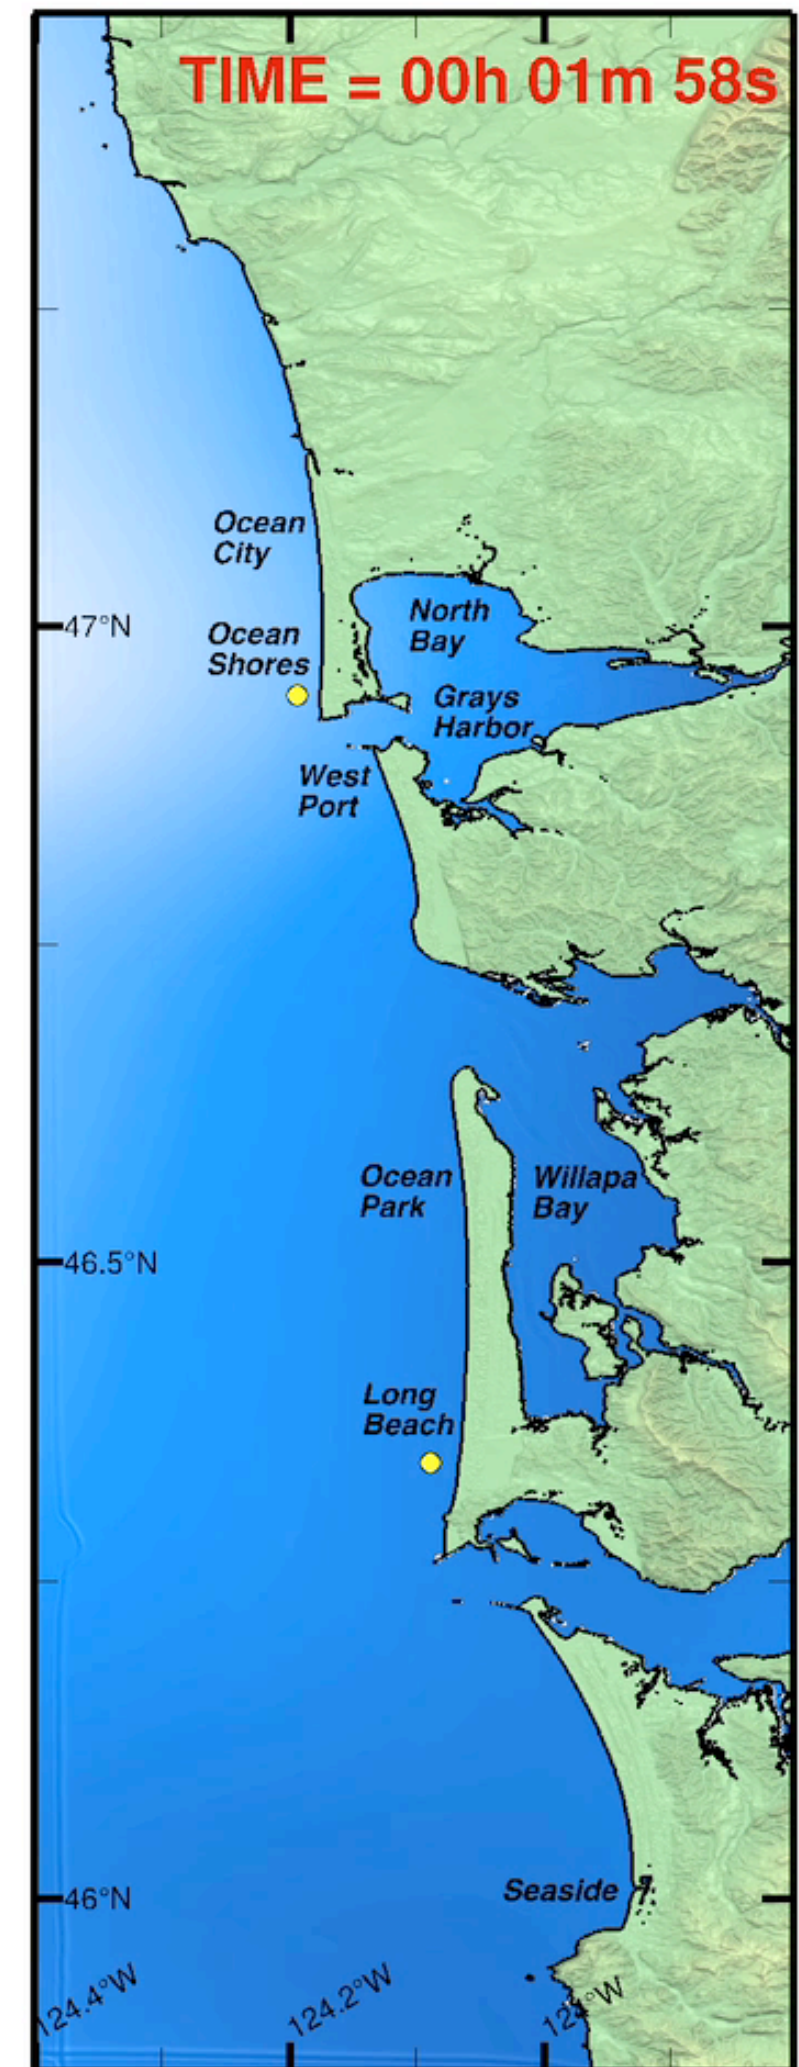 TIME = 00h 01m 58s
Ocean
City
North
Bay
47°N
Ocean
Shores
Grays
Harbor
West
Port
Ocean
Park
Willapa
Bay
46.5°N
Long
Beach
Seaside
46°N
124.4°W
124.2°W
124°W